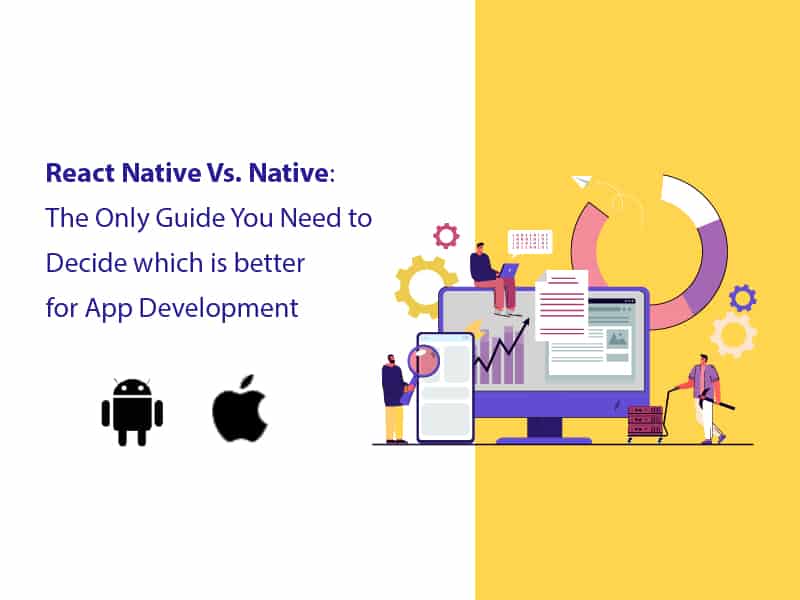 React Native Vs. Native:
The Only Guide You Need to
Decide which is better
for App Development